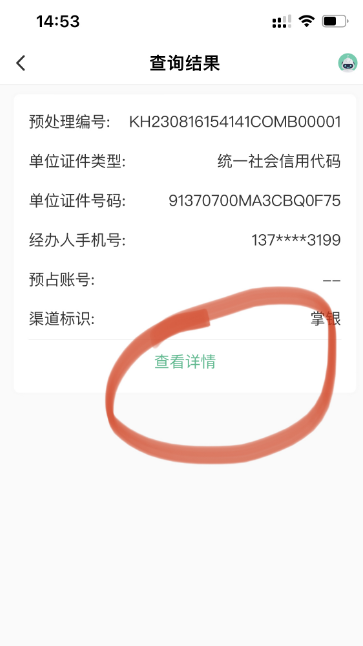 14:53
查询结果
预处理编号: KH230816154141COMB00001
单位证件类型: 统一社会信用代码
单位证件号码: 91370700MA3CBQ0F75
经办人手机号: 137****3199
预占账号: --
渠道标识: 掌银
查看详情